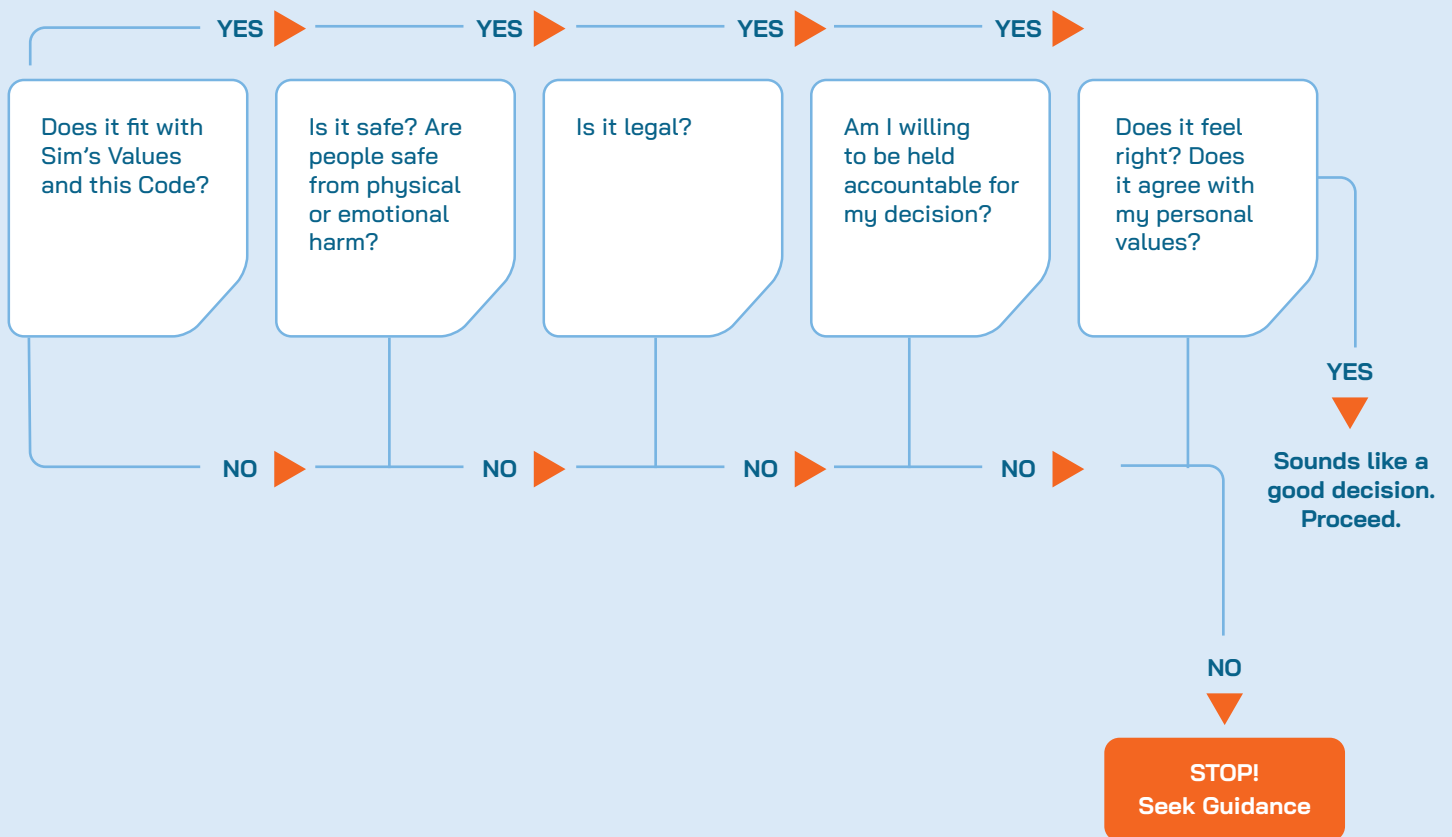 YES
YES
YES
YES
Does it fit with
Sim's Values
and this Code?
Is it safe? Are
people safe
from physical
or emotional
harm?
Is it legal?
Am I willing
to be held
accountable for
my decision?
Does it feel
right? Does
it agree with
my personal
values?
YES
Sounds like a
good decision.
Proceed.
NO
NO
NO
NO
NO
STOP!
Seek Guidance